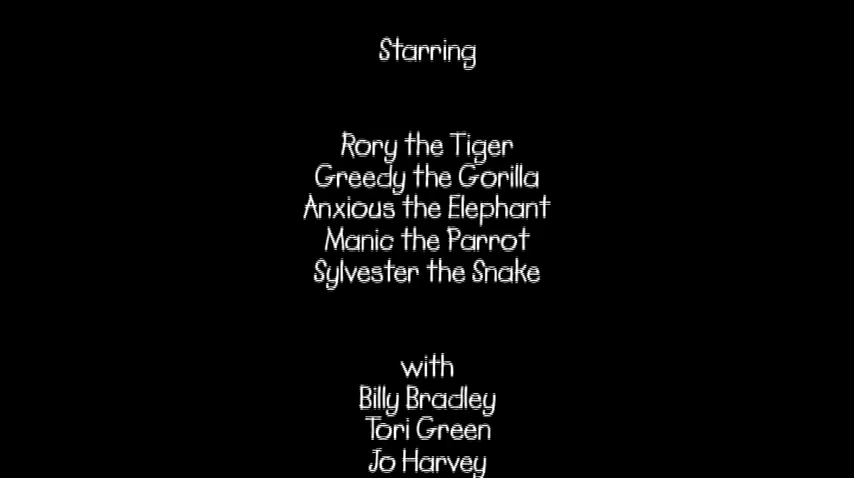 Starring
Rory the Tiger
Greedy the Gorilla
Anxious the Elephant
Manic the Parrot
Sylvester the Snake
with
Billy Bradley
Tori Green
Jo Harvey